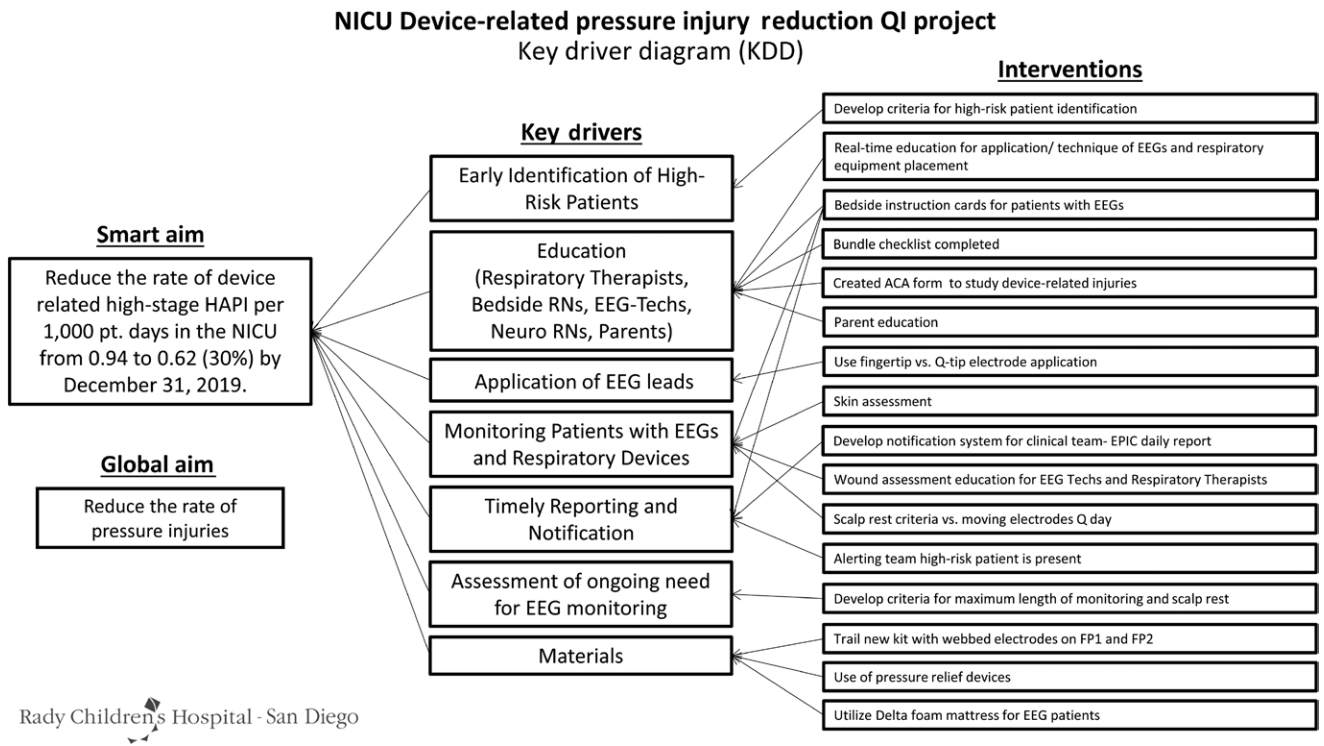 NICU Device-related pressure injury reduction QI project
Key driver diagram (KDD)
Smart aim
Reduce the rate of device
related high-stage HAPI per
1,000 pt. days in the NICU
from 0.94 to 0.62 (30%) by
December 31, 2019.
Global aim
Reduce the rate of
pressure injuries
Key drivers
Early Identification of High-
Risk Patients
Education
(Respiratory Therapists,
Bedside RNs, EEG-Techs,
Neuro RNs, Parents)
Application of EEG leads
Monitoring Patients with EEGs
and Respiratory Devices
Timely Reporting and
Notification
Assessment of ongoing need
for EEG monitoring
Materials
Interventions
Develop criteria for high-risk patient identification
Real-time education for application/ technique of EEGs and respiratory
equipment placement
Bedside instruction cards for patients with EEGs
Bundle checklist completed
Created ACA form to study device-related injuries
Parent education
Use fingertip vs. Q-tip electrode application
Skin assessment
Develop notification system for clinical team- EPIC daily report
Wound assessment education for EEG Techs and Respiratory Therapists
Scalp rest criteria vs. moving electrodes Q day
Alerting team high-risk patient is present
Develop criteria for maximum length of monitoring and scalp rest
Trail new kit with webbed electrodes on FP1 and FP2
Use of pressure relief devices
Utilize Delta foam mattress for EEG patients
Rady Children's Hospital - San Diego